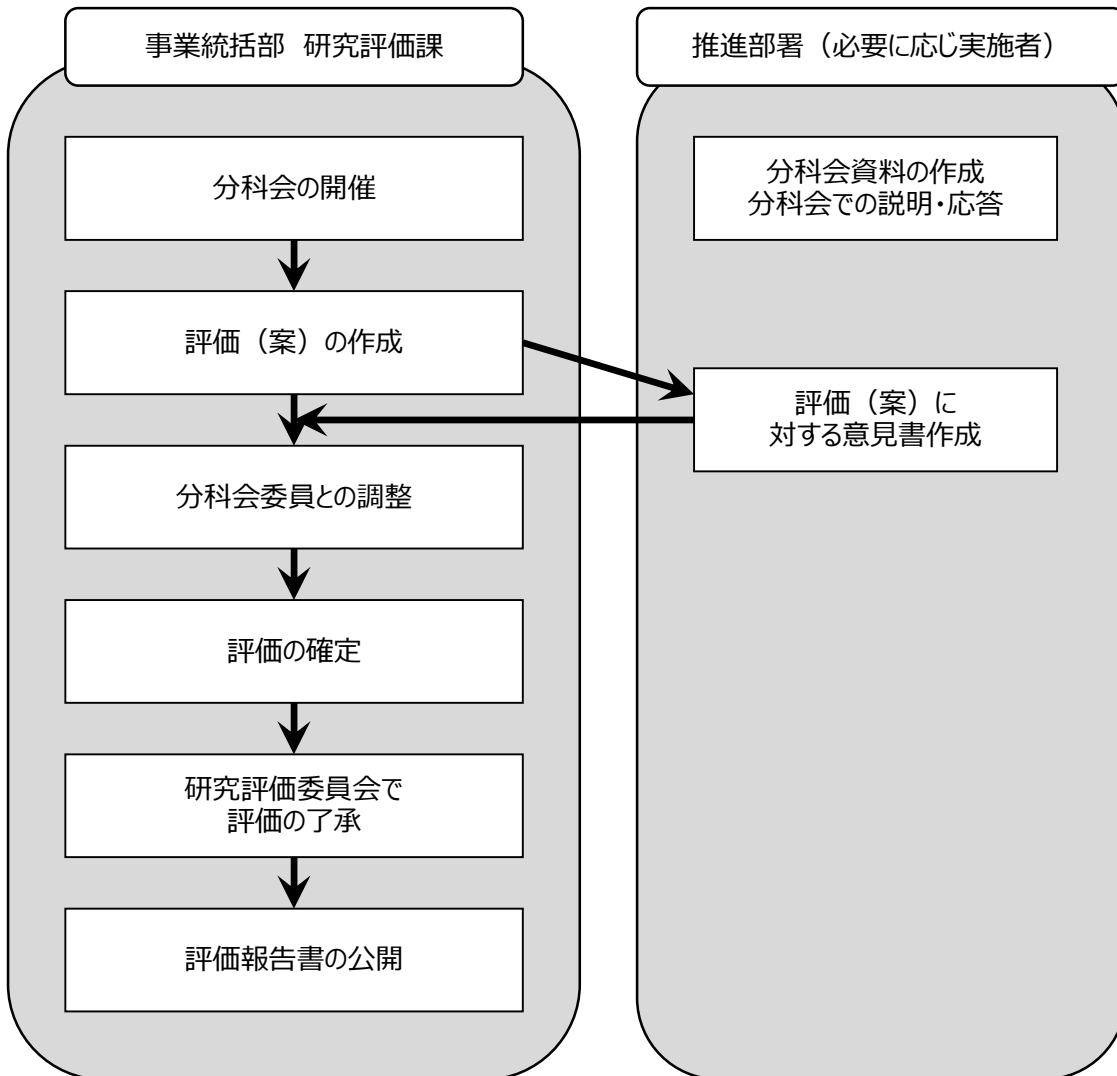 事業統括部 研究評価課
分科会の開催
評価（案）の作成
分科会委員との調整
評価の確定
研究評価委員会で
評価の了承
評価報告書の公開
推進部署（必要に応じ実施者）
分科会資料の作成
分科会での説明・応答
評価（案）に
対する意見書作成